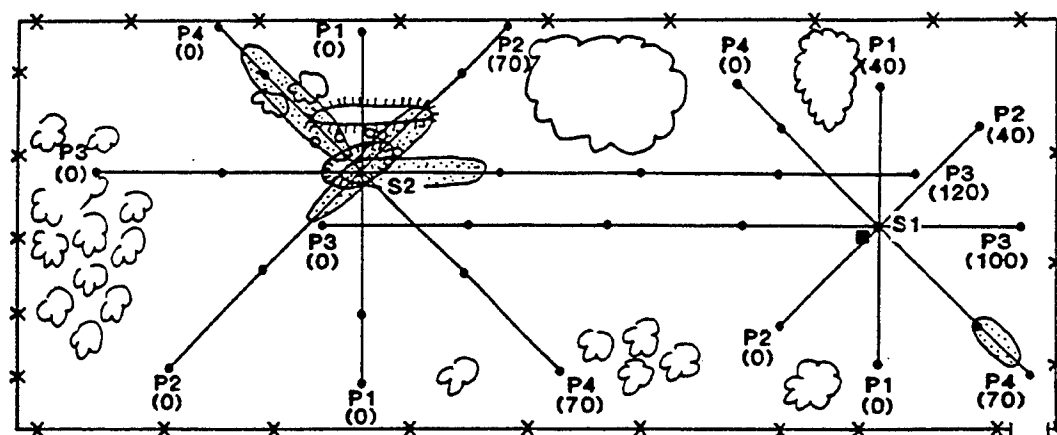 P4
(0)
P1
(0)
P2
(70)
P4
(0)
P1
(40)
P2
(40)
P3
(0)
S2
P3
(120)
P3
(0)
S1
P3
(100)
P2
(0)
P1
(0)
P4
(70)
P2
(0)
P1
(0)
P4
(70)